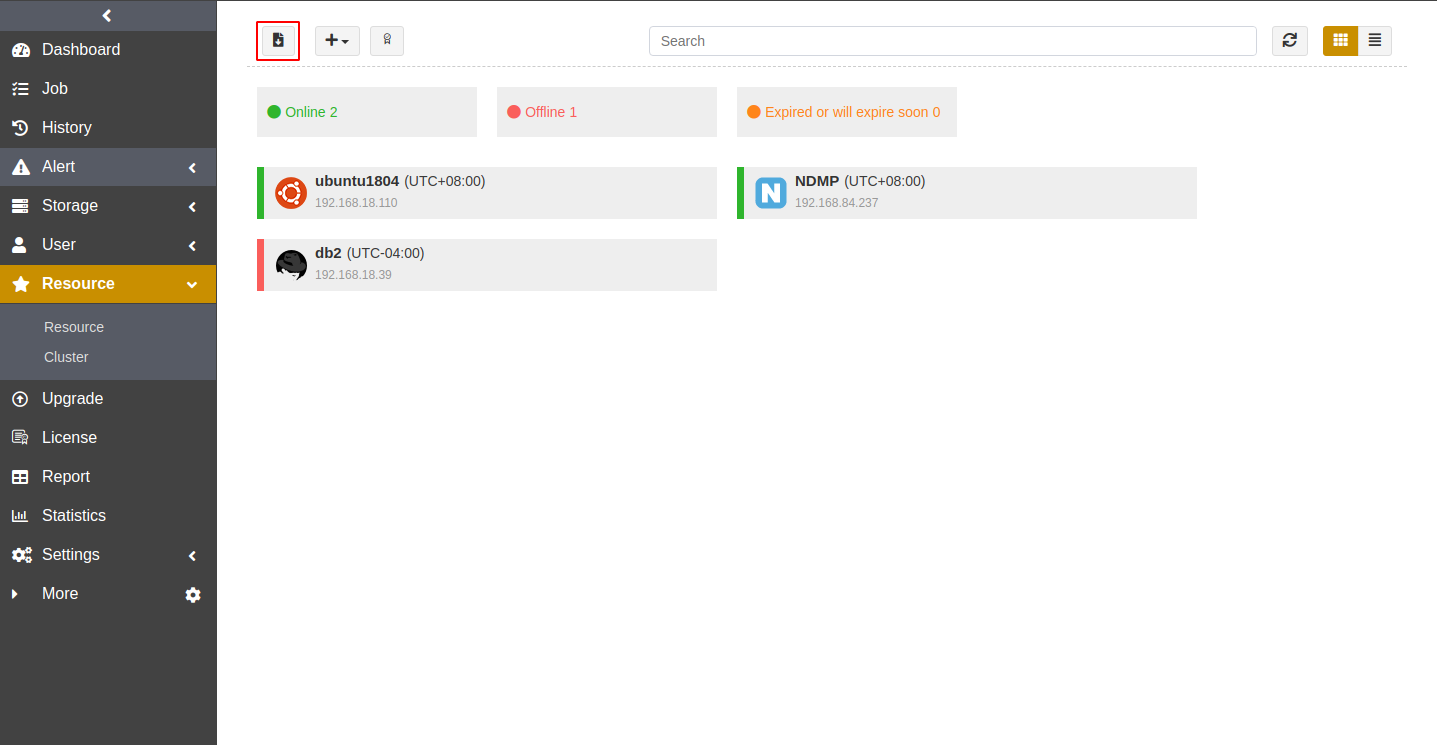 Dashboard
Job
History
Alert
Storage
User
Resource
Resource
Cluster
Upgrade
License
Report
Statistics
Settings
More
Search
Online 2
Offline 1
Expired or will expire soon 0
ubuntu1804 (UTC+08:00)
192.168.18.110
N
NDMP (UTC+08:00)
192.168.84.237
db2 (UTC-04:00)
192.168.18.39